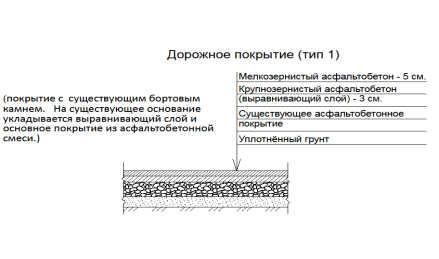 Дорожное покрытие (тип 1)
(покрытие с существующим бортовым
камнем. На существующее основание
укладывается выравнивающий слой и
основное покрытие из асфальтобетонной
смеси.)
Мелкозернистый асфальтобетон - 5 см.
Крупнозернистый асфальтобетон
(выравнивающий слой) - 3 см.
Существующее асфальтобетонное
покрытие
Уплотнённый грунт